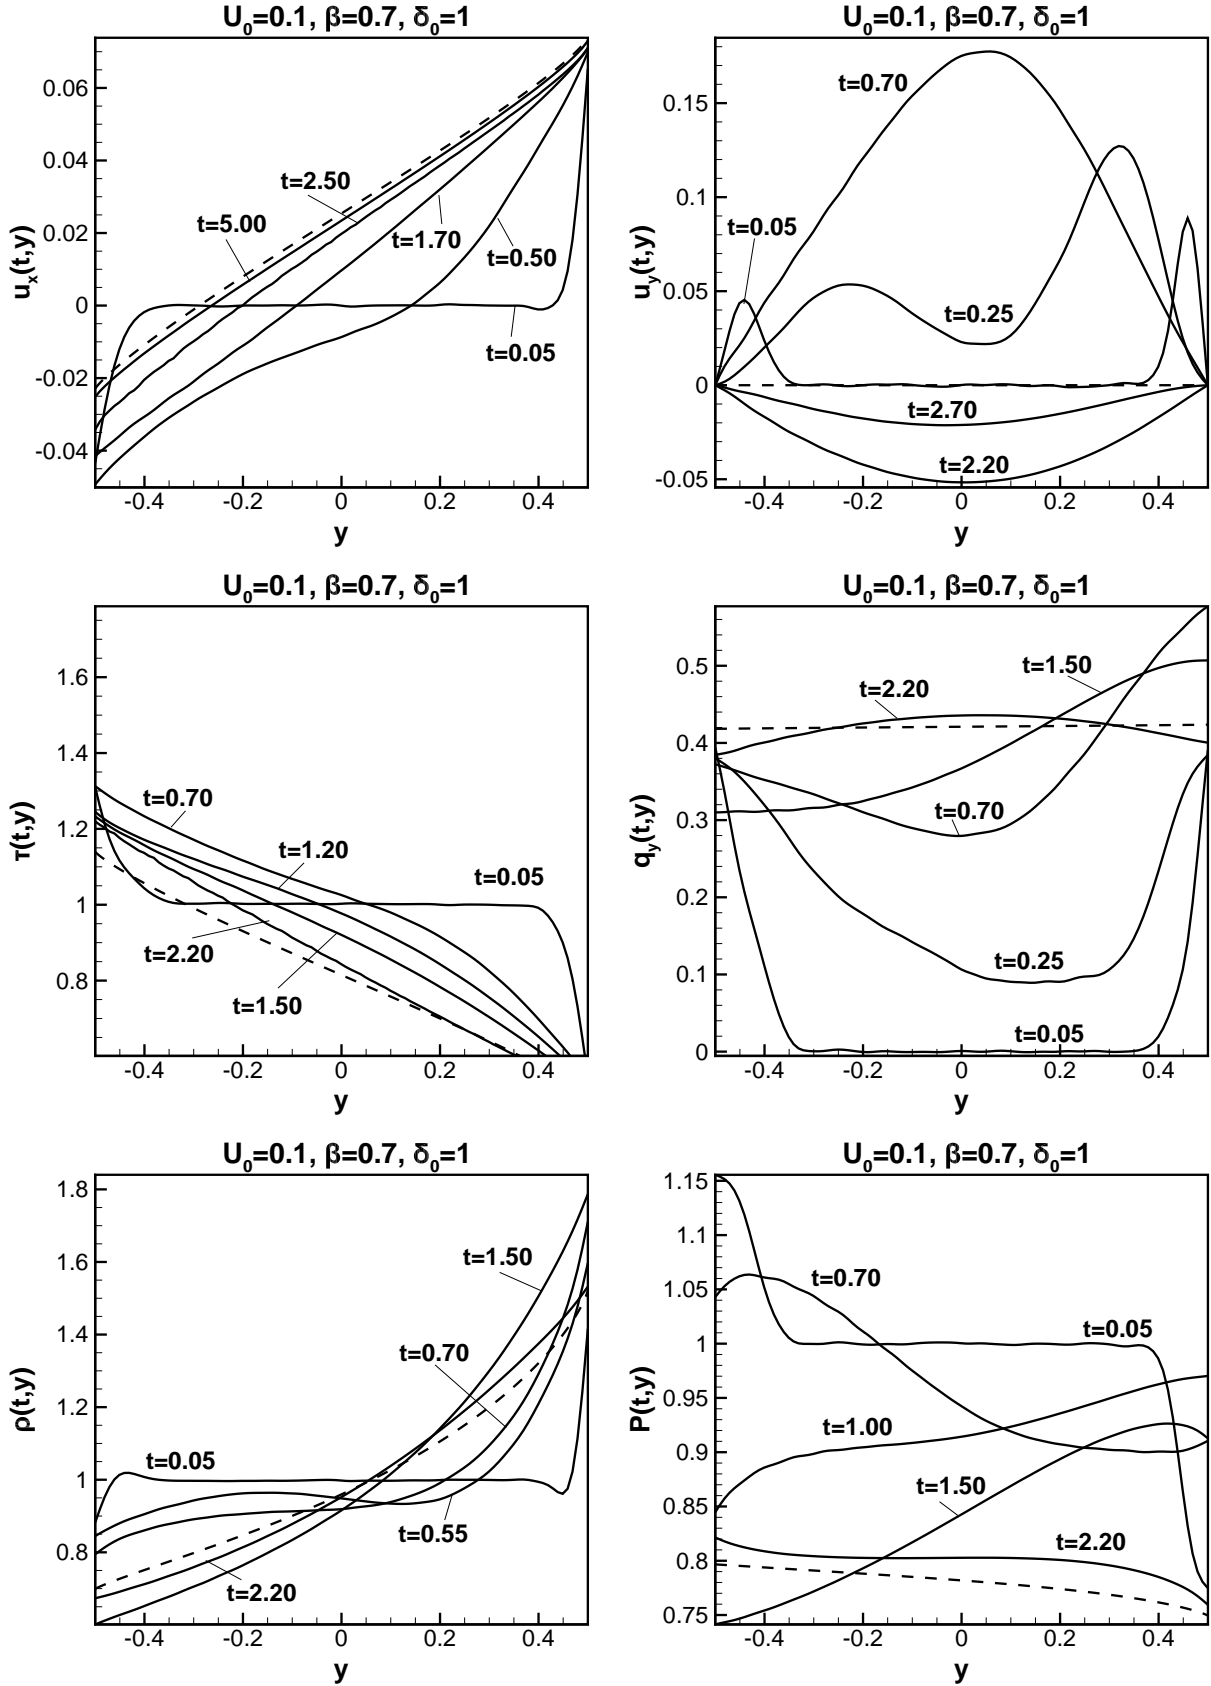 U0=0.1, β=0.7, δ0=1
ux(t,y)
0.06
0.04
0.02
0
-0.02
-0.04
t=2.50
t=5.00
t=1.70
t=0.50
t=0.05
-0.4
-0.2
0
0.2
0.4
y
U0=0.1, β=0.7, δ0=1
uy(t,y)
0.15
0.1
0.05
0
-0.05
t=0.70
t=0.05
t=0.25
t=2.70
t=2.20
-0.4
-0.2
0
0.2
0.4
y
U0=0.1, β=0.7, δ0=1
τ(t,y)
1.6
1.4
1.2
1
0.8
t=0.70
t=1.20
t=0.05
t=2.20
t=1.50
-0.4
-0.2
0
0.2
0.4
y
U0=0.1, β=0.7, δ0=1
qy(t,y)
0.5
0.4
0.3
0.2
0.1
0
t=1.50
t=2.20
t=0.70
t=0.25
t=0.05
-0.4
-0.2
0
0.2
0.4
y
U0=0.1, β=0.7, δ0=1
ρ(t,y)
1.8
1.6
1.4
1.2
1
0.8
t=1.50
t=0.70
t=0.05
t=0.55
t=2.20
-0.4
-0.2
0
0.2
0.4
y
U0=0.1, β=0.7, δ0=1
P(t,y)
1.15
1.1
1.05
1
0.95
0.9
0.85
0.8
0.75
t=0.70
t=0.05
t=1.00
t=1.50
t=2.20
-0.4
-0.2
0
0.2
0.4
y